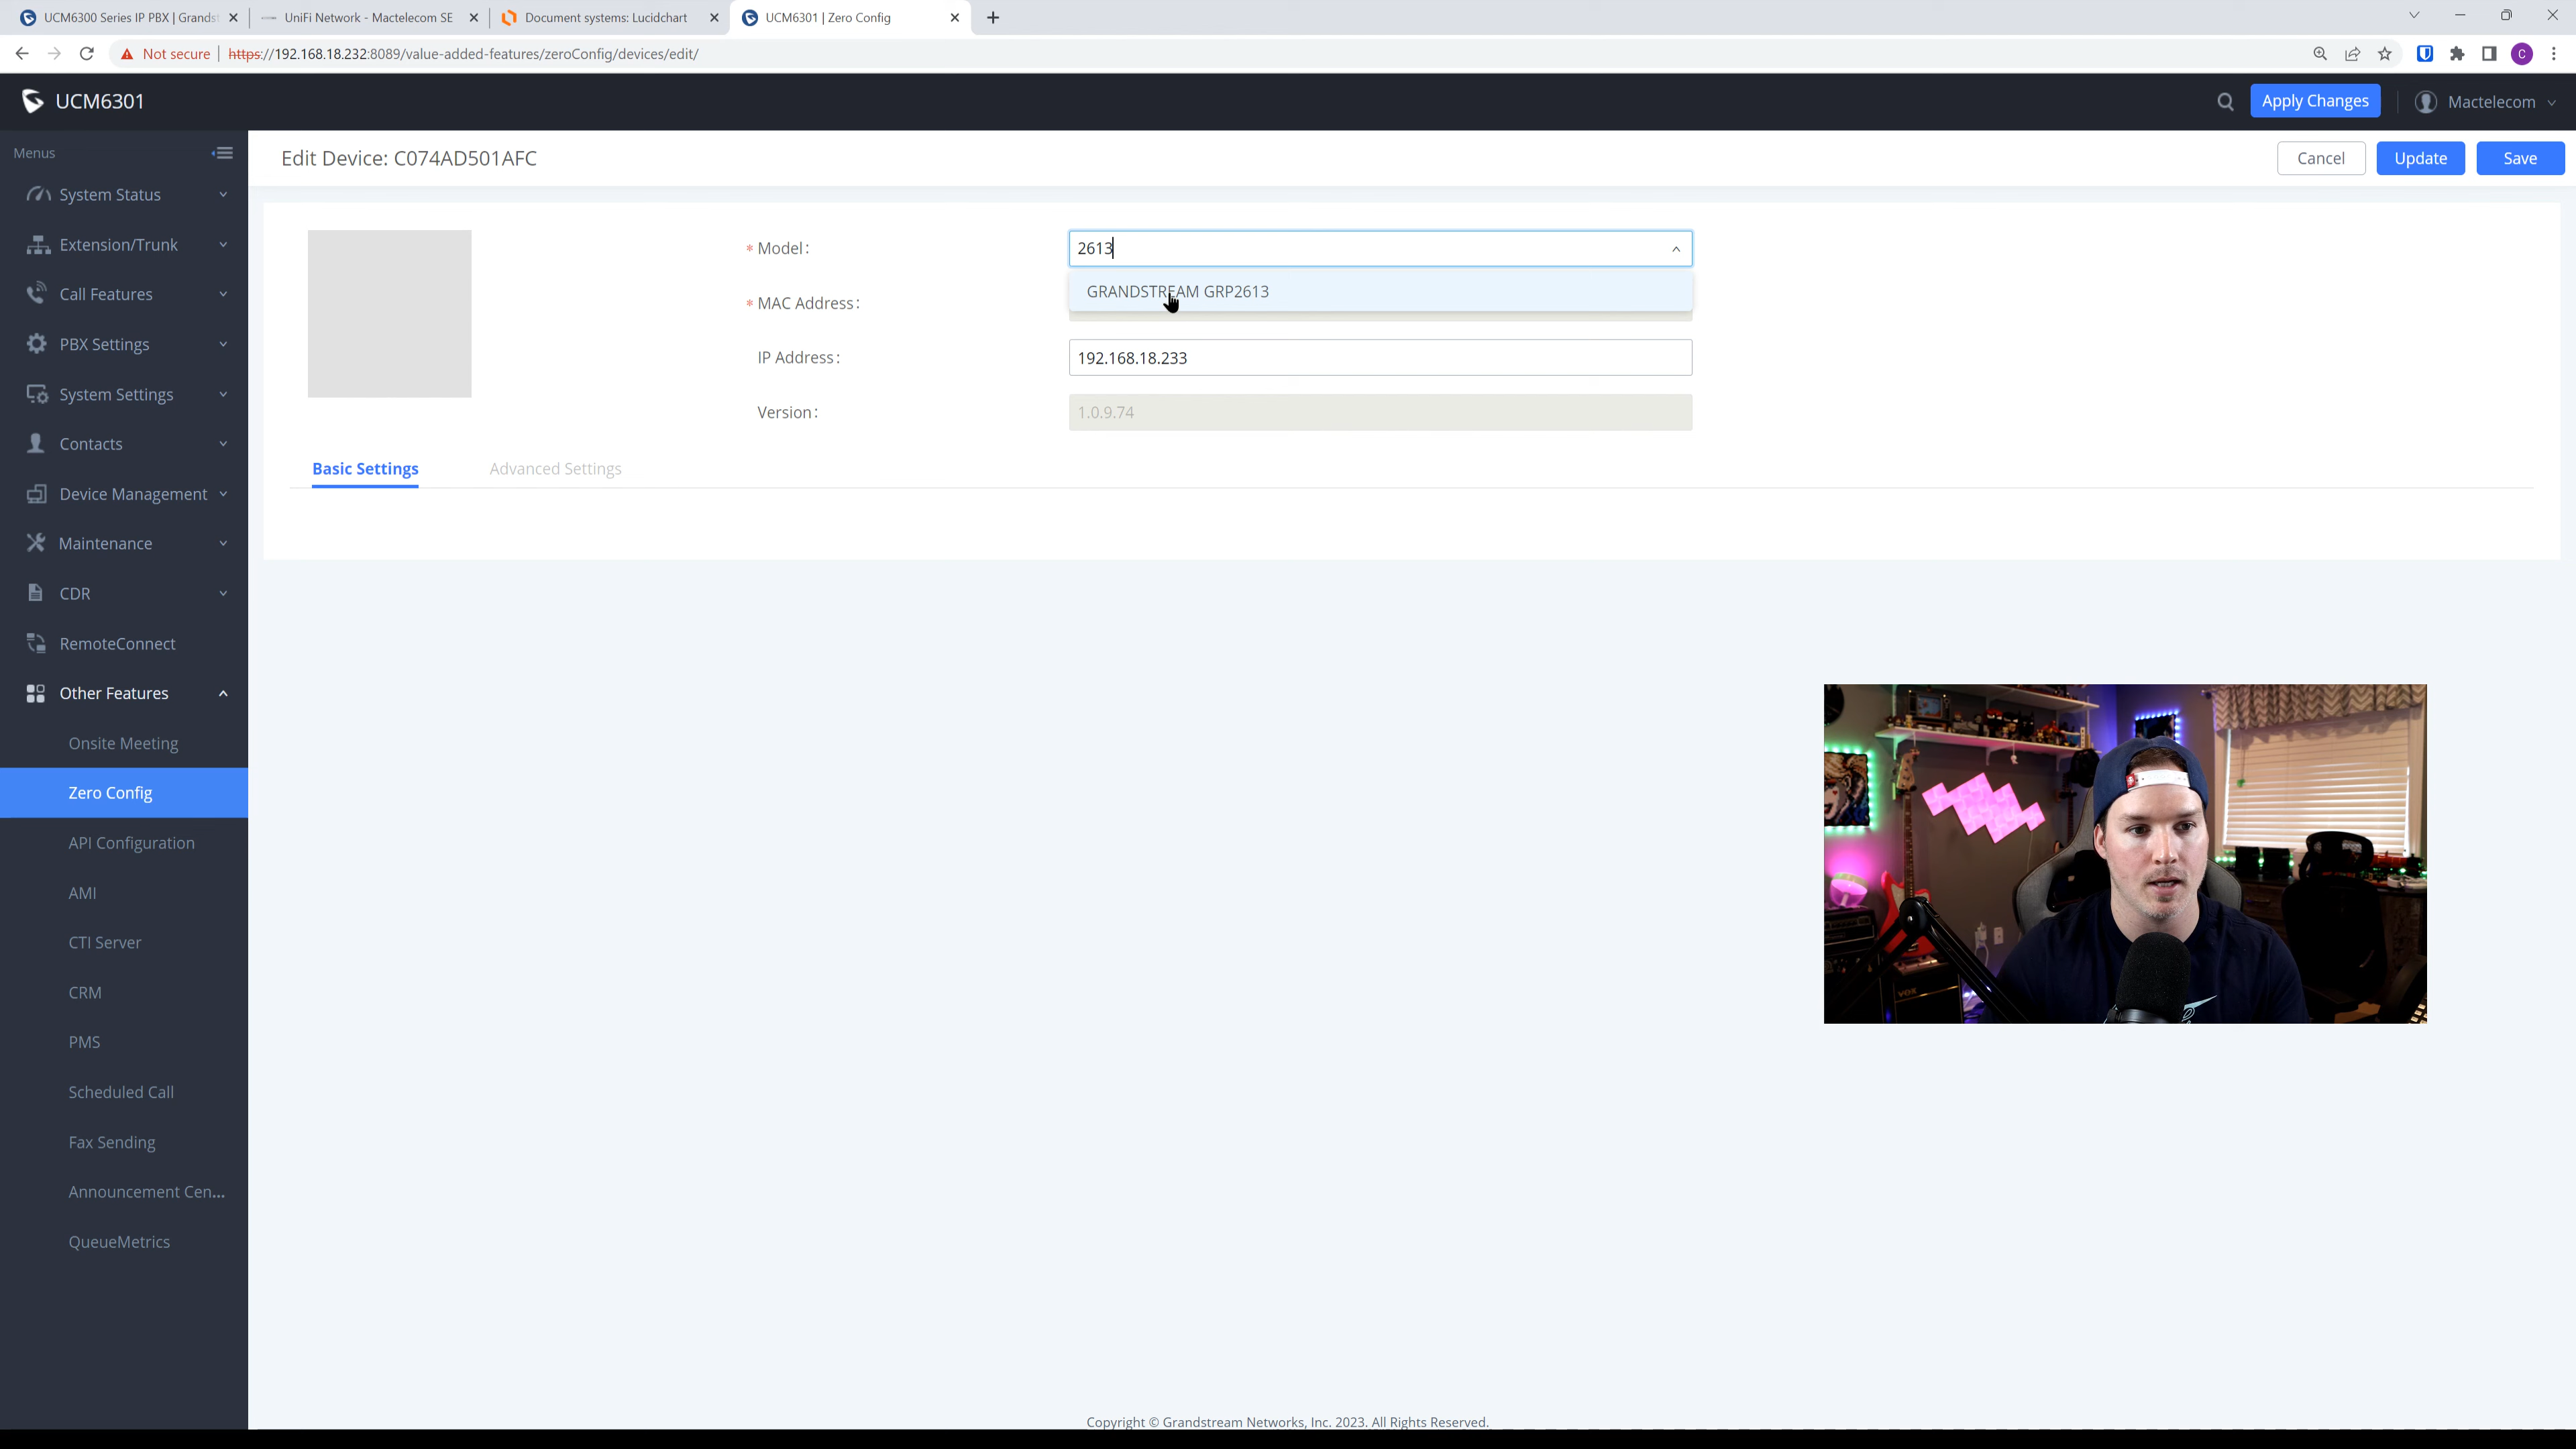 UCM6300 Series IP PBX | Grands
UniFi Network - Mactelecom SE
Document systems: Lucidchart
UCM6301 | Zero Config
Not secure
https://192.168.18.232:8089/value-added-features/zeroConfig/devices/edit/
C
UCM6301
Apply Changes
Mactelecom
Menus
System Status
Extension/Trunk
Call Features
PBX Settings
System Settings
Contacts
Device Management
Maintenance
CDR
RemoteConnect
Other Features
Onsite Meeting
Zero Config
API Configuration
AMI
CTI Server
CRM
PMS
Scheduled Call
Fax Sending
Announcement Cen...
QueueMetrics
Edit Device: C074AD501AFC
Cancel
Update
Save
* Model:
2613
GRANDSTREAM GRP2613
* MAC Address:
IP Address:
192.168.18.233
Version:
1.0.9.74
Basic Settings
Advanced Settings
VOX
Copyright © Grandstream Networks, Inc. 2023. All Rights Reserved.